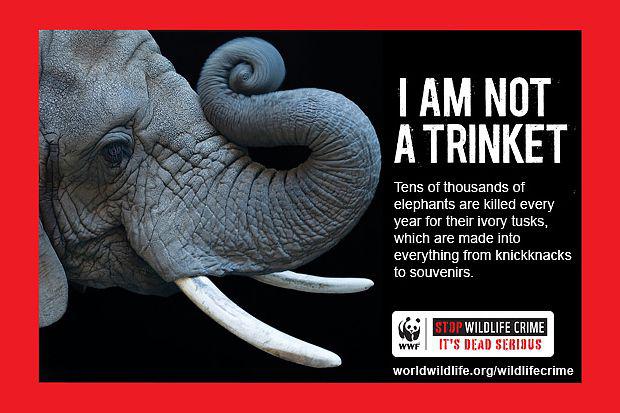 I AM NOT
A TRINKET
Tens of thousands of
elephants are killed every
year for their ivory tusks,
which are made into
everything from knickknacks
to souvenirs.
WWF
STOP WILDLIFE CRIME
IT'S DEAD SERIOUS
worldwildlife.org/wildlifecrime